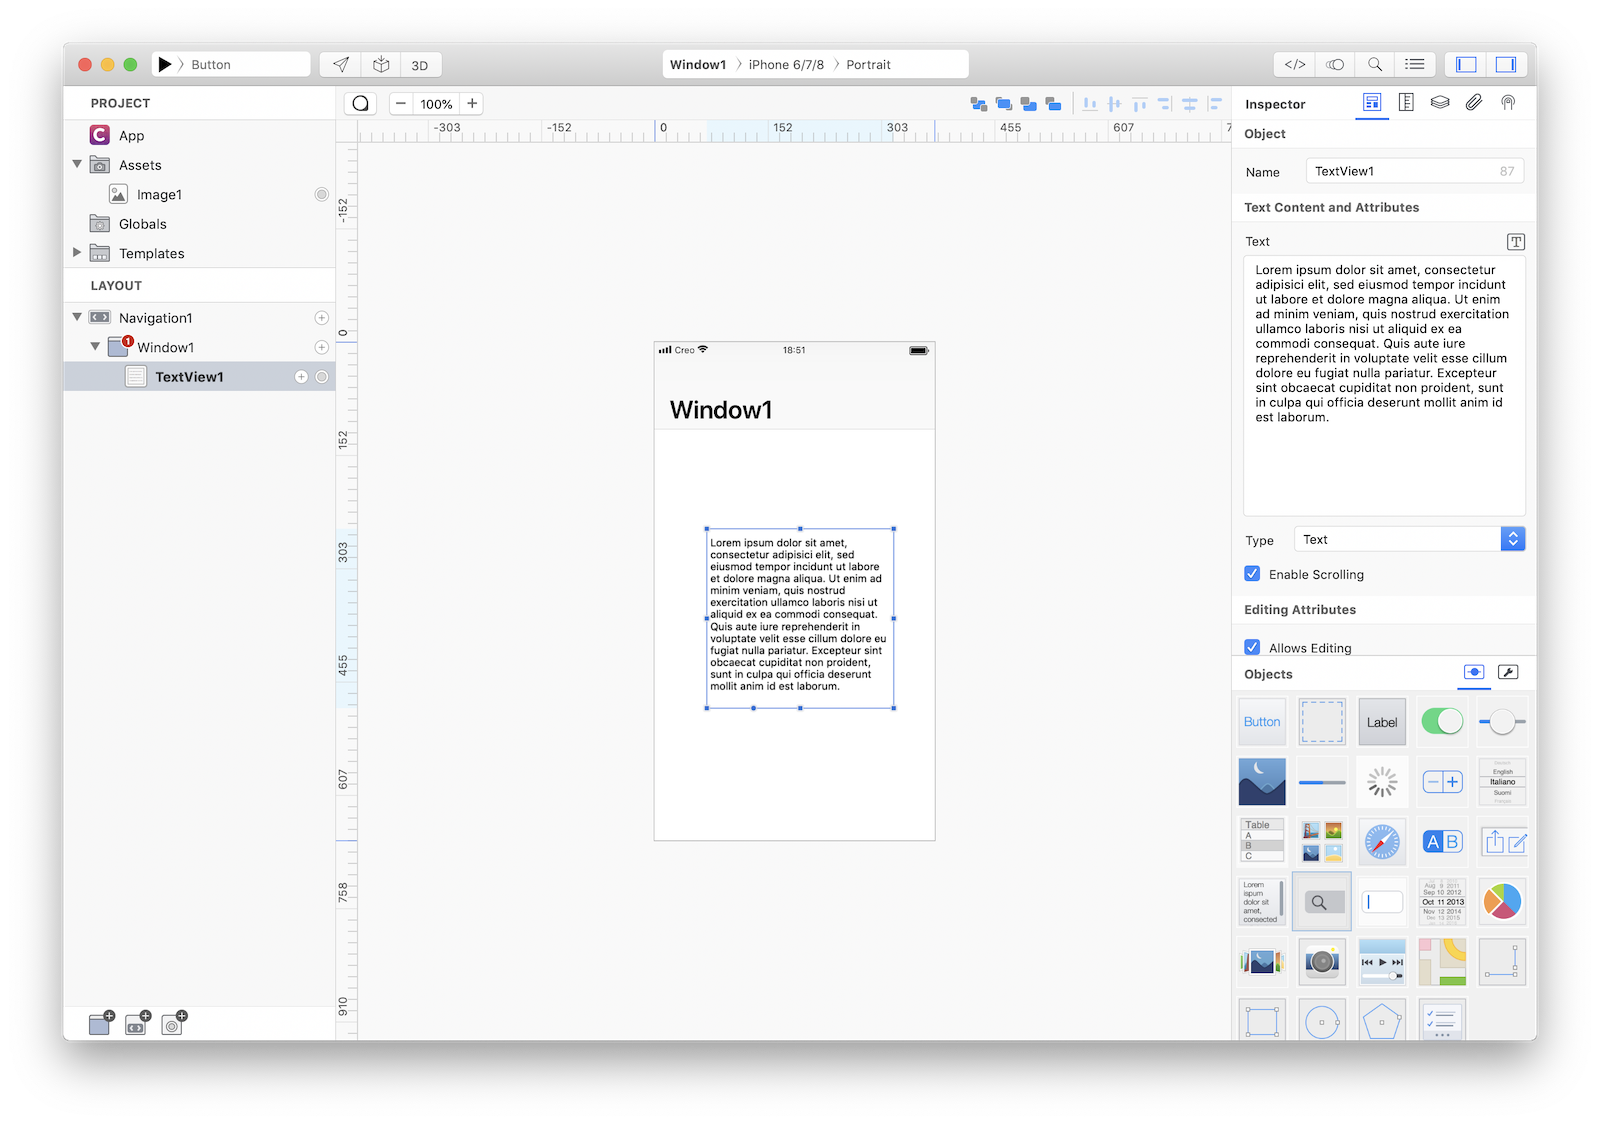 Button
3D
Window1 iPhone 6/7/8 Portrait
</>
PROJECT
App
Assets
Image1
Globals
Templates
LAYOUT
Navigation1
1
Window1
TextView1
100%
-303 -152 0 152 303 455 607 7
-152
0
152
303
455
607
758
910
Creo 18:51
Window1
Lorem ipsum dolor sit amet,
consectetur adipisici elit, sed
eiusmod tempor incidunt ut labore
et dolore magna aliqua. Ut enim ad
minim veniam, quis nostrud
exercitation ullamco laboris nisi ut
aliquid ex ea commodi consequat.
Quis aute iure reprehenderit in
voluptate velit esse cillum dolore eu
fugiat nulla pariatur. Excepteur sint
obcaecat cupiditat non proident,
sunt in culpa qui officia deserunt
mollit anim id est laborum.
Inspector
Object
Name TextView1 87
Text Content and Attributes
Text T
Lorem ipsum dolor sit amet, consectetur
adipisici elit, sed eiusmod tempor incidunt
ut labore et dolore magna aliqua. Ut enim
ad minim veniam, quis nostrud exercitation
ullamco laboris nisi ut aliquid ex ea
commodi consequat. Quis aute iure
reprehenderit in voluptate velit esse cillum
dolore eu fugiat nulla pariatur. Excepteur
sint obcaecat cupiditat non proident, sunt
in culpa qui officia deserunt mollit anim id
est laborum.
Type Text
Enable Scrolling
Editing Attributes
Allows Editing
Objects
Button
Label
English
Italiano
Suomi
Table
A
B
C
A B
Lorem
ispum
dolor sit
amet,
consected
Aug 9 2011
Sep 10 2012
Oct 11 2013
Nov 12 2014
Dec 13 2015